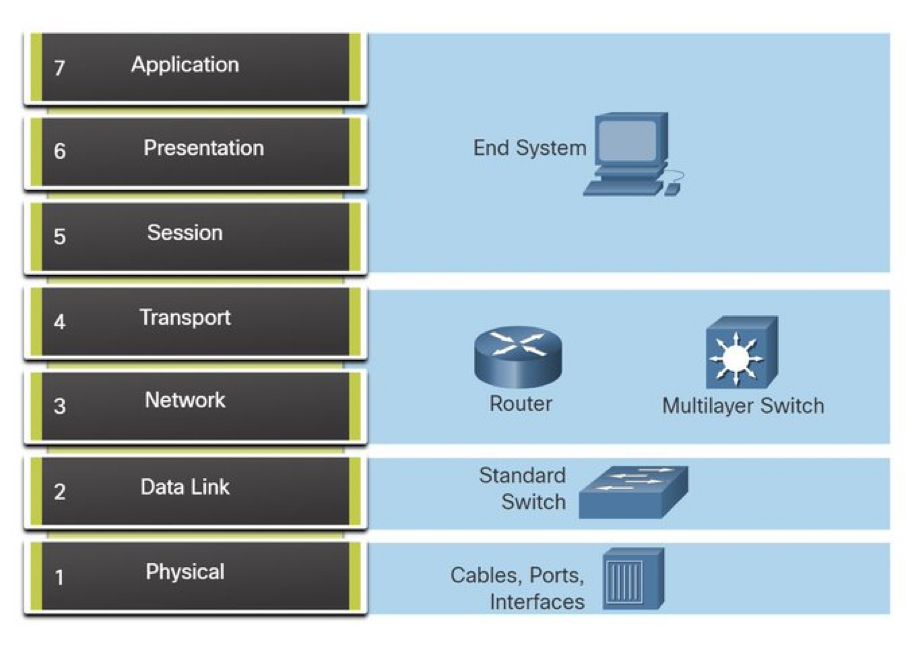 7 Application
6 Presentation
End System
5 Session
4 Transport
3 Network
Router
Multilayer Switch
2 Data Link
Standard
Switch
1 Physical
Cables, Ports,
Interfaces